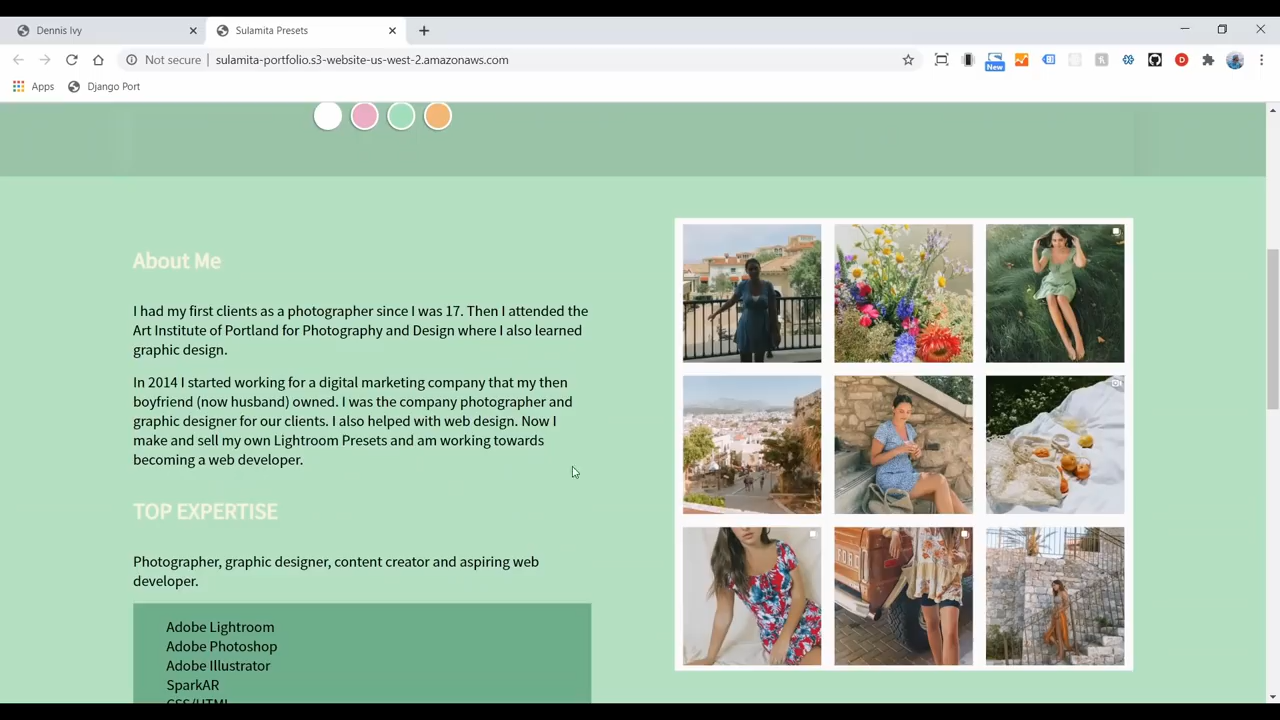 Dennis Ivy
Sulamita Presets
Not secure
sulamita-portfolio.s3-website-us-west-2.amazonaws.com
New
Apps
Django Port
About Me
I had my first clients as a photographer since I was 17. Then I attended the
Art Institute of Portland for Photography and Design where I also learned
graphic design.
In 2014 I started working for a digital marketing company that my then
boyfriend (now husband) owned. I was the company photographer and
graphic designer for our clients. I also helped with web design. Now I
make and sell my own Lightroom Presets and am working towards
becoming a web developer.
TOP EXPERTISE
Photographer, graphic designer, content creator and aspiring web
developer.
Adobe Lightroom
Adobe Photoshop
Adobe Illustrator
SparkAR
CSS/HTML
FORD